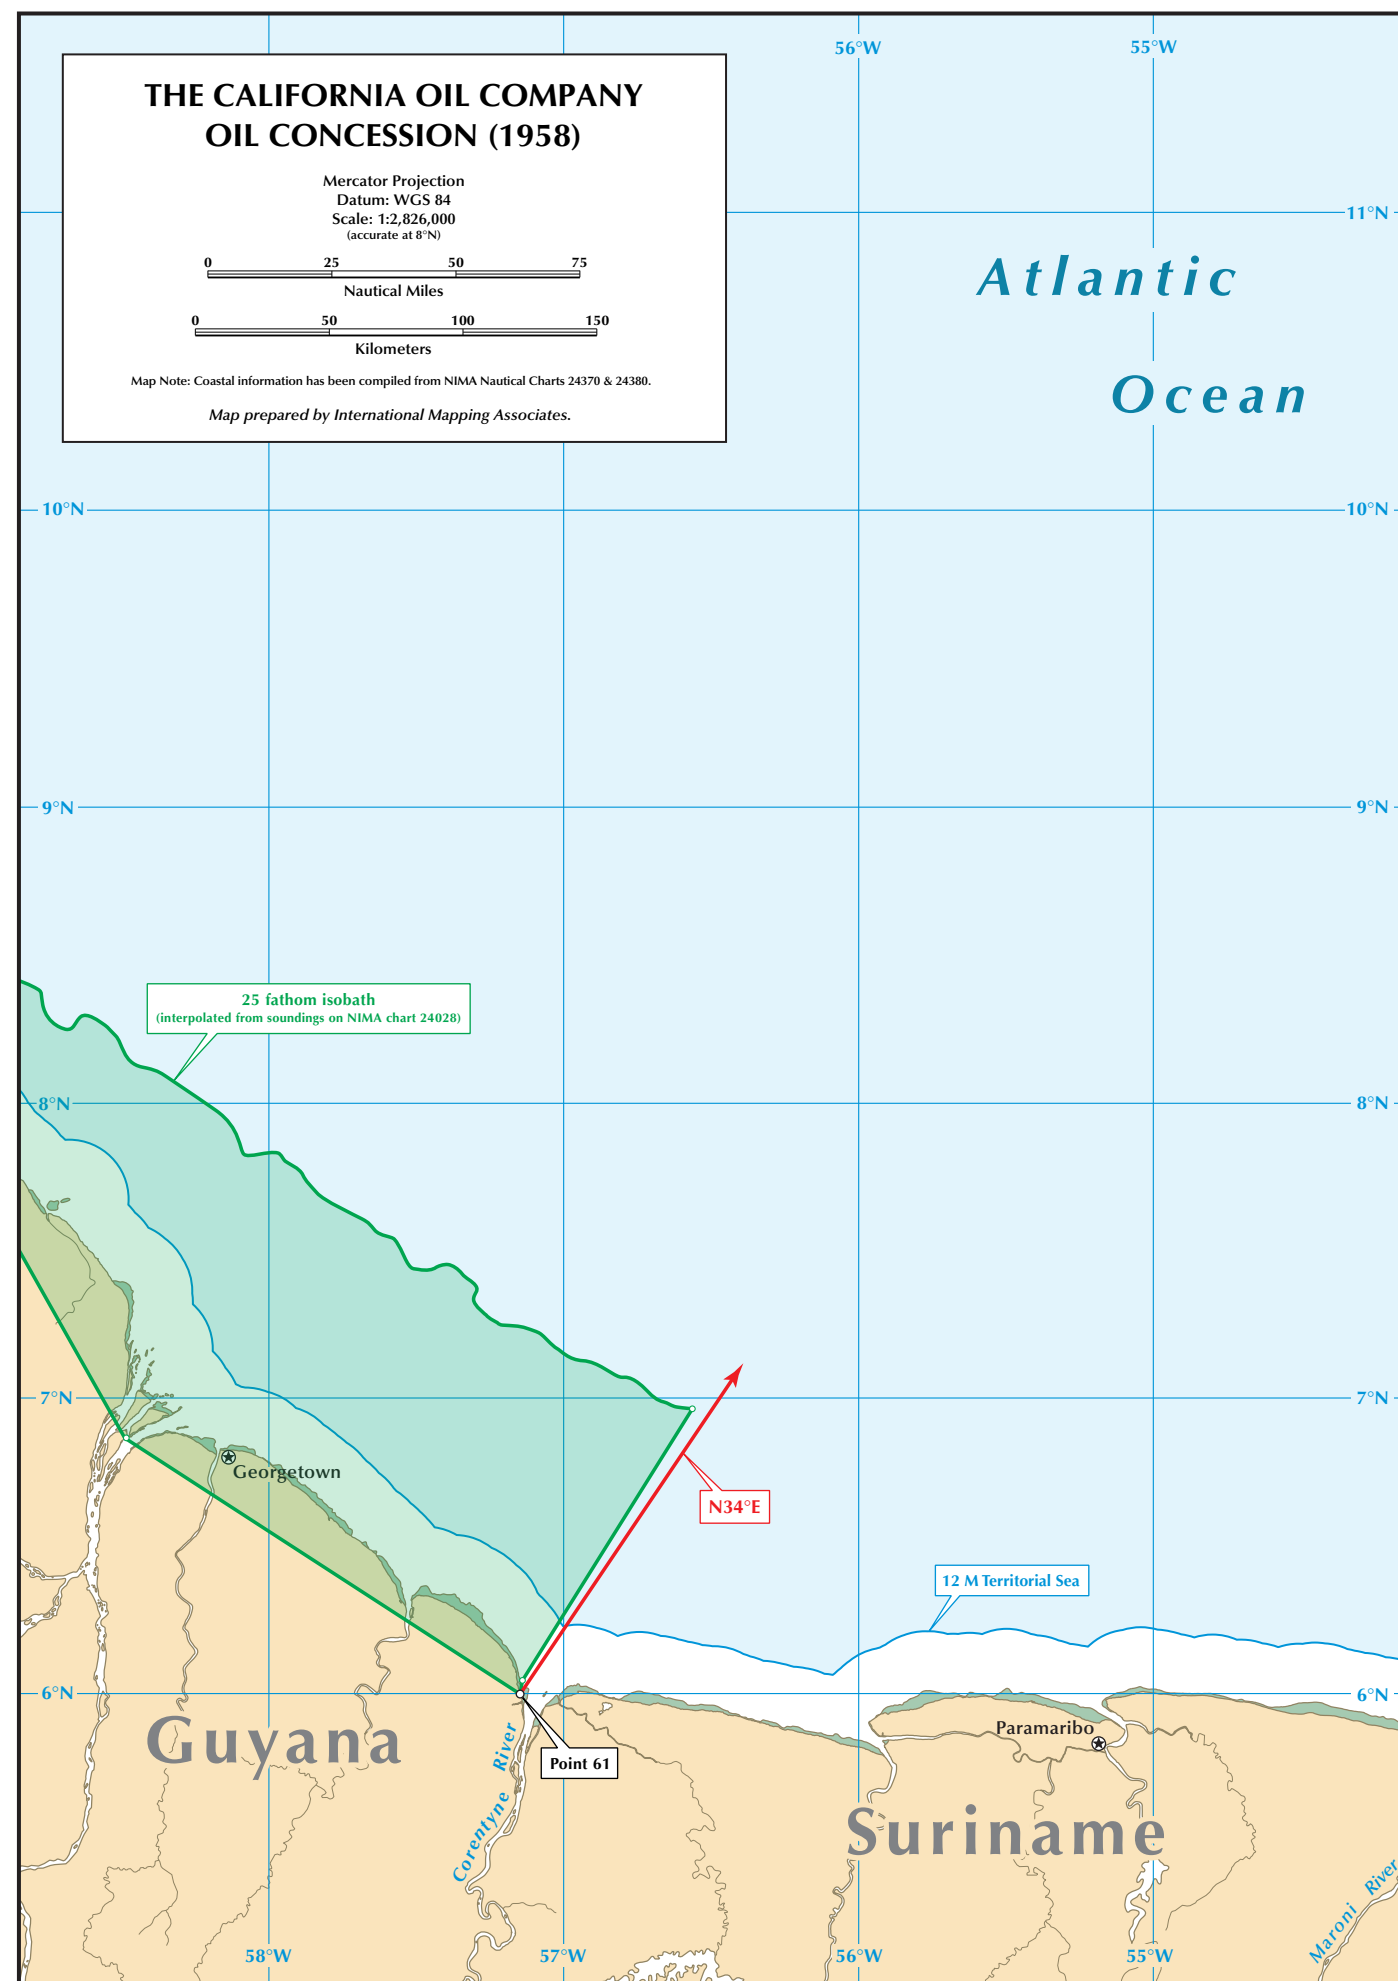 56°W
55°W
THE CALIFORNIA OIL COMPANY
OIL CONCESSION (1958)
Mercator Projection
Datum: WGS 84
Scale: 1:2,826,000
(accurate at 8°N)
0 25 50 75
Nautical Miles
0 50 100 150
Kilometers
Map Note: Coastal information has been compiled from NIMA Nautical Charts 24370 & 24380.
Map prepared by International Mapping Associates.
11°N
Atlantic
Ocean
10°N
10°N
9°N
9°N
25 fathom isobath
(interpolated from soundings on NIMA chart 24028)
8°N
8°N
7°N
7°N
Georgetown
N34°E
12 M Territorial Sea
6°N
6°N
Guyana
Paramaribo
Point 61
Corentyne River
Suriname
Maroni River
58°W
57°W
56°W
55°W